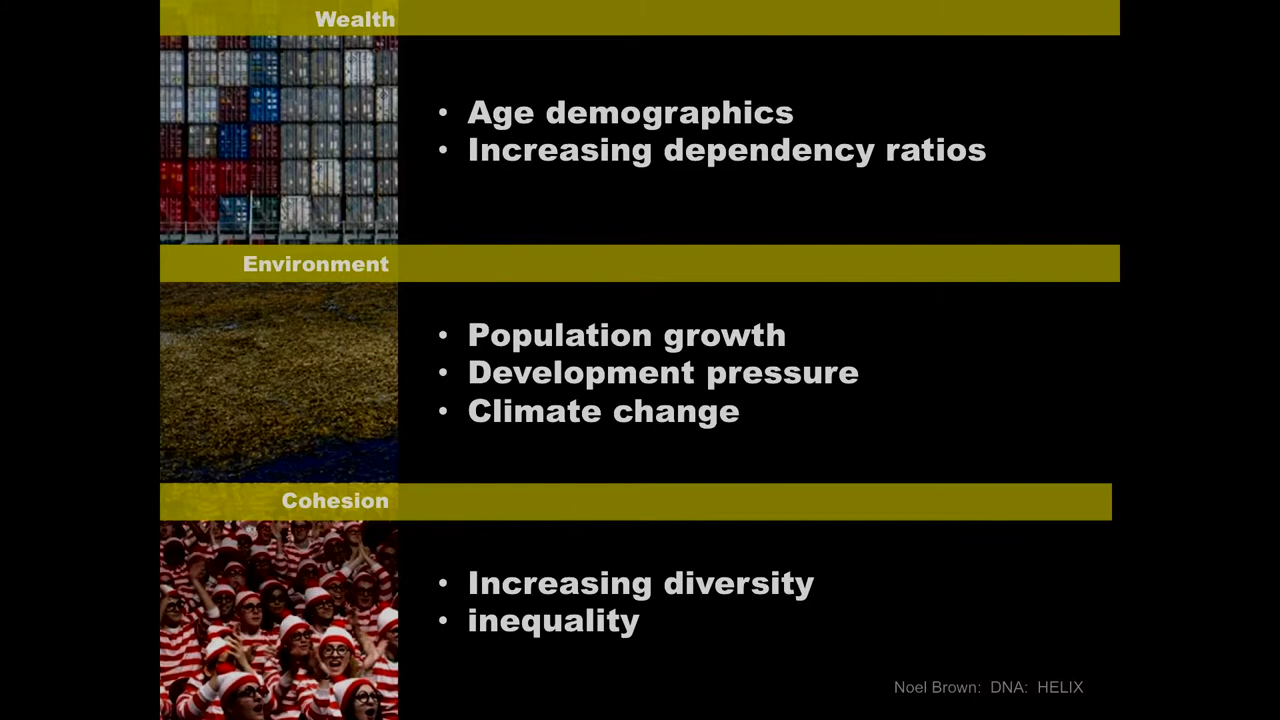 Wealth
• Age demographics
• Increasing dependency ratios
Environment
• Population growth
• Development pressure
• Climate change
Cohesion
• Increasing diversity
• inequality
Noel Brown: DNA: HELIX